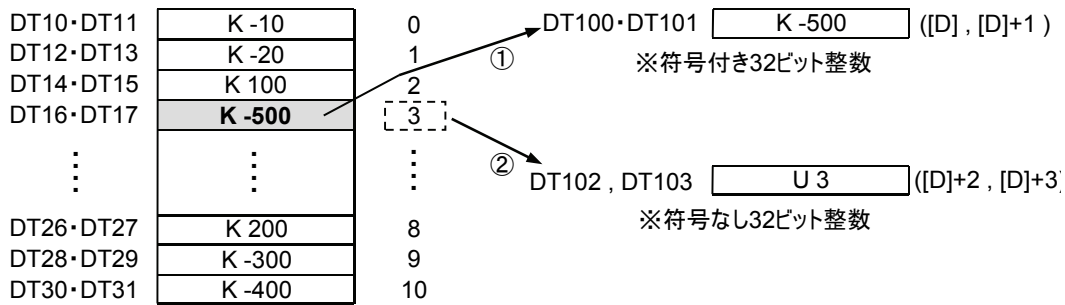 DT10・DT11 K -10 0 DT100・DT101 K -500 ([D] , [D]+1 )
DT12・DT13 K -20 1 ① ※符号付き32ビット整数
DT14・DT15 K 100 2
DT16・DT17 K -500 3
② DT102 , DT103 U 3 ([D]+2 , [D]+3)
DT26・DT27 K 200 8 ※符号なし32ビット整数
DT28・DT29 K -300 9
DT30・DT31 K -400 10